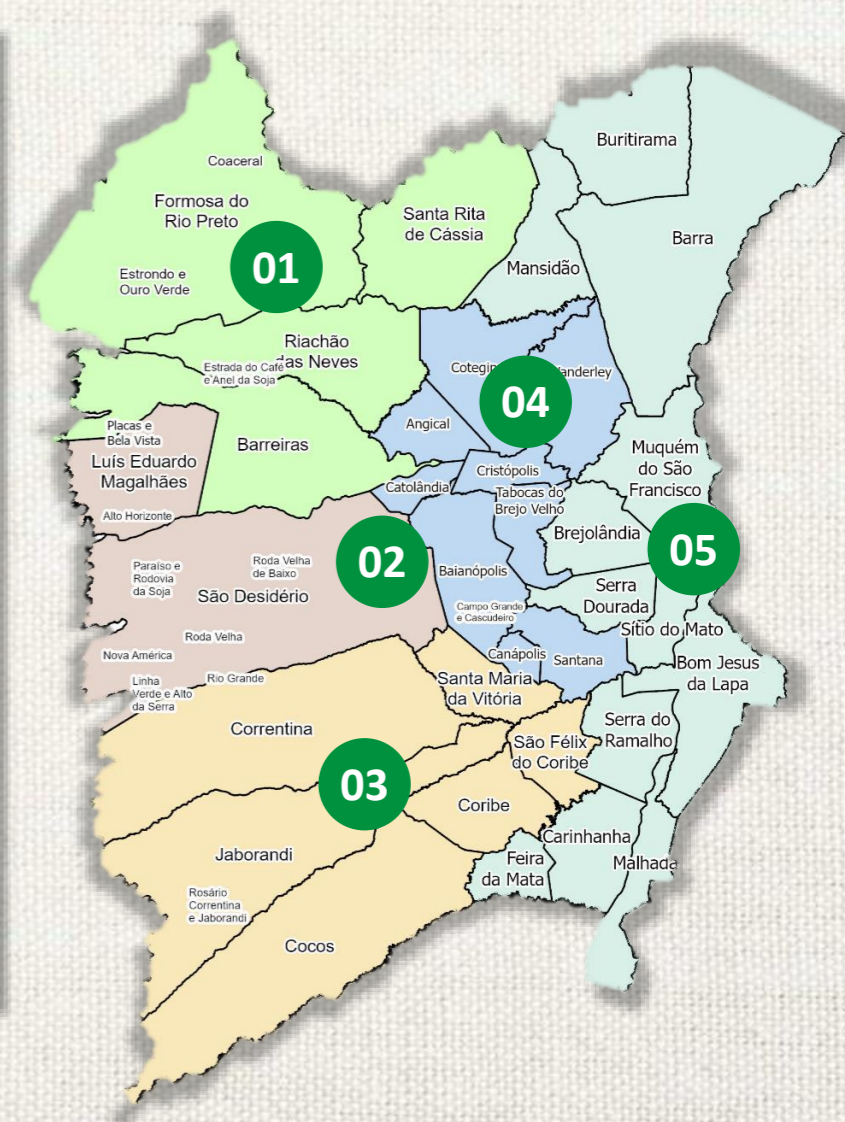 Coaceral
Formosa do
Rio Preto
Estrondo e
Ouro Verde
01
Santa Rita
de Cássia
Buritirama
Barra
Mansidão
Riachão
das Neves
Estrada do Café
e Anel da Soja
Placas e
Bela Vista
Luís Eduardo
Magalhães
Alto Horizonte
Barreiras
04
Angical
Cristópolis
Catolândia
Tabocas do
Brejo Velho
Muquém
do São
Francisco
Brejolândia
05
02
Roda Velha
de Baixo
Paraíso e
Rodovia
da Soja
São Desidério
Roda Velha
Nova América
Linha
Verde e Alto
da Serra
Rio Grande
Baianópolis
Campo Grande
e Cascudeiro
Serra
Dourada
Sítio do Mato
Canápolis
Santana
Bom Jesus
da Lapa
Santa Maria
da Vitória
Correntina
São Félix
do Coribe
Serra do
Ramalho
03
Coribe
Jaborandi
Rosário
Correntina
e Jaborandi
Carinhanha
Feira
da Mata
Malhada
Cocos